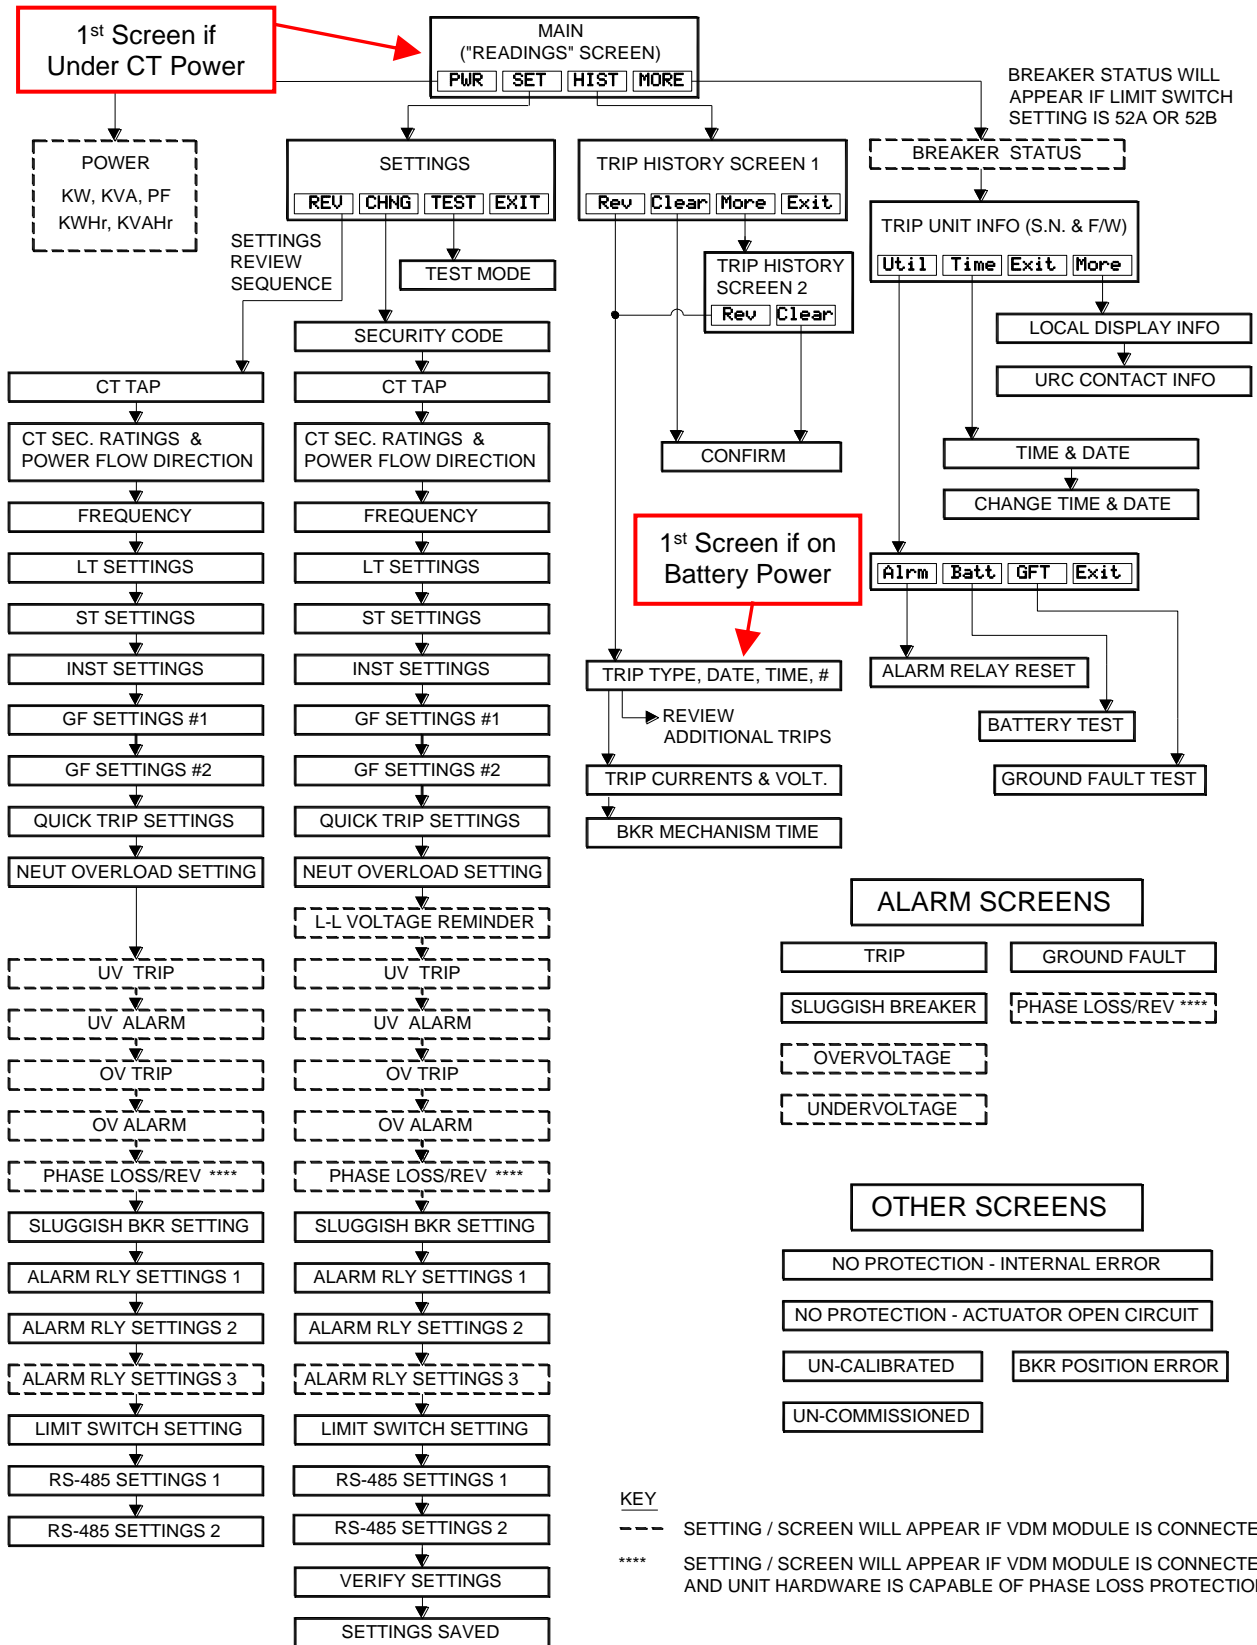 1st Screen if
Under CT Power
MAIN
("READINGS" SCREEN)
PWR SET HIST MORE
BREAKER STATUS WILL
APPEAR IF LIMIT SWITCH
SETTING IS 52A OR 52B
POWER
KW, KVA, PF
KWHr, KVAHr
SETTINGS
REV CHNG TEST EXIT
TRIP HISTORY SCREEN 1
Rev Clear More Exit
BREAKER STATUS
TRIP UNIT INFO (S.N. & F/W)
Util Time Exit More
SETTINGS
REVIEW
SEQUENCE
TEST MODE
TRIP HISTORY
SCREEN 2
Rev Clear
LOCAL DISPLAY INFO
URC CONTACT INFO
CONFIRM
TIME & DATE
CHANGE TIME & DATE
Alrm Batt GFT Exit
ALARM RELAY RESET
BATTERY TEST
GROUND FAULT TEST
1st Screen if on
Battery Power
TRIP TYPE, DATE, TIME, #
REVIEW
ADDITIONAL TRIPS
TRIP CURRENTS & VOLT.
BKR MECHANISM TIME
CT TAP
CT SEC. RATINGS &
POWER FLOW DIRECTION
FREQUENCY
LT SETTINGS
ST SETTINGS
INST SETTINGS
GF SETTINGS #1
GF SETTINGS #2
QUICK TRIP SETTINGS
NEUT OVERLOAD SETTING
UV TRIP
UV ALARM
OV TRIP
OV ALARM
PHASE LOSS/REV ****
SLUGGISH BKR SETTING
ALARM RLY SETTINGS 1
ALARM RLY SETTINGS 2
ALARM RLY SETTINGS 3
LIMIT SWITCH SETTING
RS-485 SETTINGS 1
RS-485 SETTINGS 2
SECURITY CODE
CT TAP
CT SEC. RATINGS &
POWER FLOW DIRECTION
FREQUENCY
LT SETTINGS
ST SETTINGS
INST SETTINGS
GF SETTINGS #1
GF SETTINGS #2
QUICK TRIP SETTINGS
NEUT OVERLOAD SETTING
L-L VOLTAGE REMINDER
UV TRIP
UV ALARM
OV TRIP
OV ALARM
PHASE LOSS/REV ****
SLUGGISH BKR SETTING
ALARM RLY SETTINGS 1
ALARM RLY SETTINGS 2
ALARM RLY SETTINGS 3
LIMIT SWITCH SETTING
RS-485 SETTINGS 1
RS-485 SETTINGS 2
VERIFY SETTINGS
SETTINGS SAVED
ALARM SCREENS
TRIP
GROUND FAULT
SLUGGISH BREAKER
PHASE LOSS/REV ****
OVERVOLTAGE
UNDERVOLTAGE
OTHER SCREENS
NO PROTECTION - INTERNAL ERROR
NO PROTECTION - ACTUATOR OPEN CIRCUIT
UN-CALIBRATED
BKR POSITION ERROR
UN-COMMISSIONED
KEY
SETTING / SCREEN WILL APPEAR IF VDM MODULE IS CONNECTE
**** SETTING / SCREEN WILL APPEAR IF VDM MODULE IS CONNECTE
AND UNIT HARDWARE IS CAPABLE OF PHASE LOSS PROTECTION